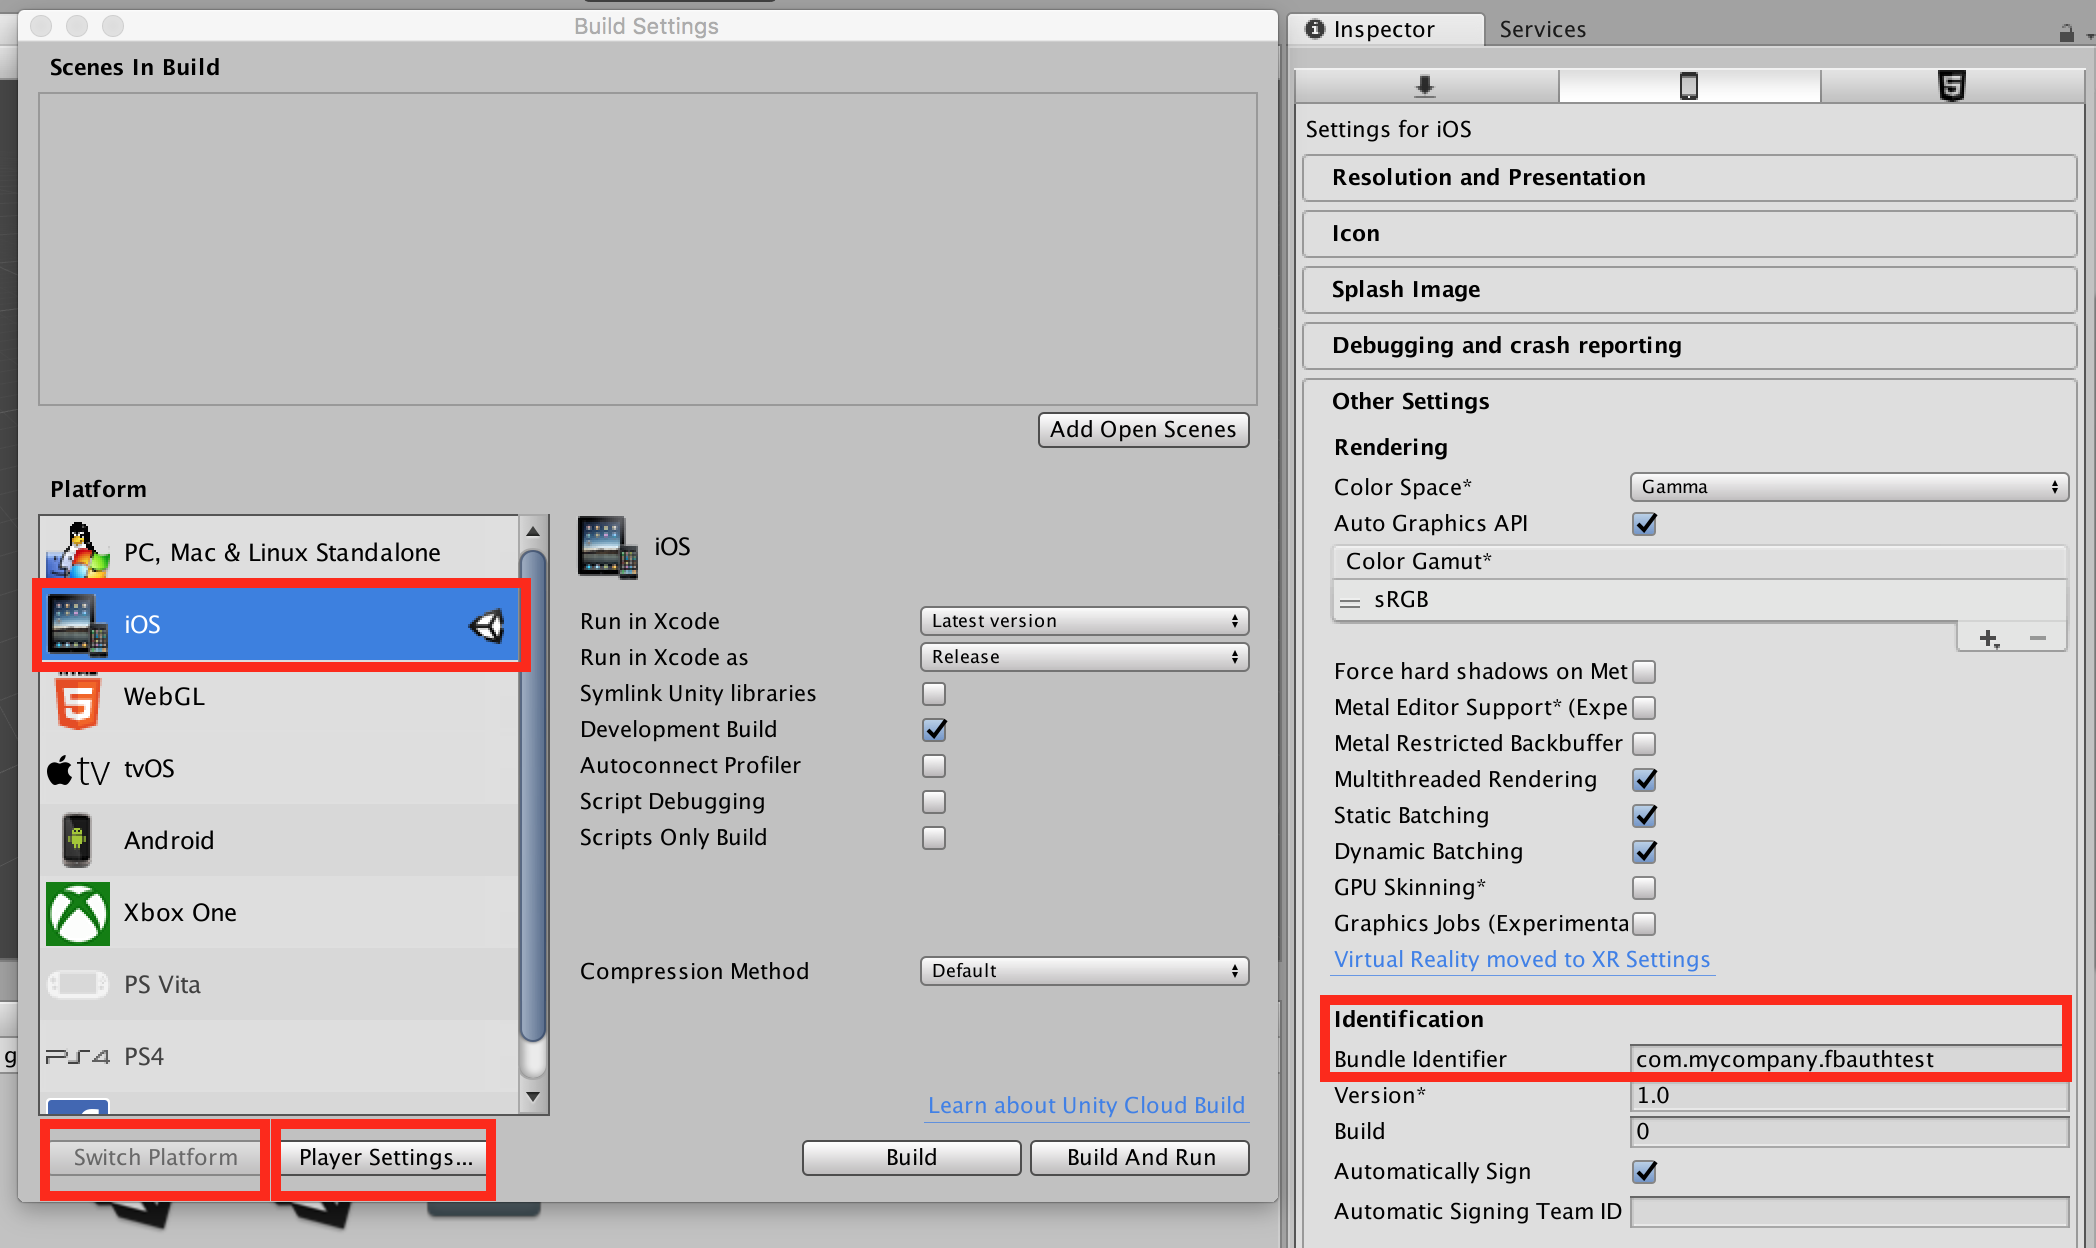 Build Settings
Scenes In Build
Add Open Scenes
Platform
PC, Mac & Linux Standalone
iOS
WebGL
tv tvOS
Android
Xbox One
PS Vita
PS4 PS4
Switch Platform
Player Settings...
iOS
Run in Xcode Latest version
Run in Xcode as Release
Symlink Unity libraries
Development Build
Autoconnect Profiler
Script Debugging
Scripts Only Build
Compression Method Default
Learn about Unity Cloud Build
Build
Build And Run
g
Inspector
Services
Settings for iOS
Resolution and Presentation
Icon
Splash Image
Debugging and crash reporting
Other Settings
Rendering
Color Space* Gamma
Auto Graphics API
Color Gamut*
sRGB
Force hard shadows on Met
Metal Editor Support* (Expe
Metal Restricted Backbuffer
Multithreaded Rendering
Static Batching
Dynamic Batching
GPU Skinning*
Graphics Jobs (Experimenta
Virtual Reality moved to XR Settings
Identification
Bundle Identifier com.mycompany.fbauthtest
Version* 1.0
Build 0
Automatically Sign
Automatic Signing Team ID